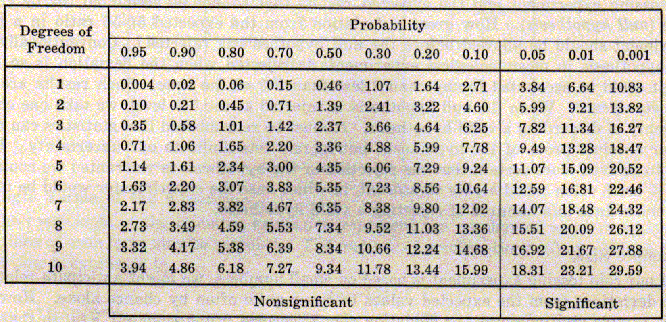 Degrees of Freedom Probability
0.95 0.90 0.80 0.70 0.50 0.30 0.20 0.10 0.05 0.01 0.001
1 0.004 0.02 0.06 0.15 0.46 1.07 1.64 2.71 3.84 6.64 10.83
2 0.10 0.21 0.45 0.71 1.39 2.41 3.22 4.60 5.99 9.21 13.82
3 0.35 0.58 1.01 1.42 2.37 3.66 4.64 6.25 7.82 11.34 16.27
4 0.71 1.06 1.65 2.20 3.36 4.88 5.99 7.78 9.49 13.28 18.47
5 1.14 1.61 2.34 3.00 4.35 6.06 7.29 9.24 11.07 15.09 20.52
6 1.63 2.20 3.07 3.83 5.35 7.23 8.56 10.64 12.59 16.81 22.46
7 2.17 2.83 3.82 4.67 6.35 8.38 9.80 12.02 14.07 18.48 24.32
8 2.73 3.49 4.59 5.53 7.34 9.52 11.03 13.36 15.51 20.09 26.12
9 3.32 4.17 5.38 6.39 8.34 10.66 12.24 14.68 16.92 21.67 27.88
10 3.94 4.86 6.18 7.27 9.34 11.78 13.44 15.99 18.31 23.21 29.59
Nonsignificant Significant